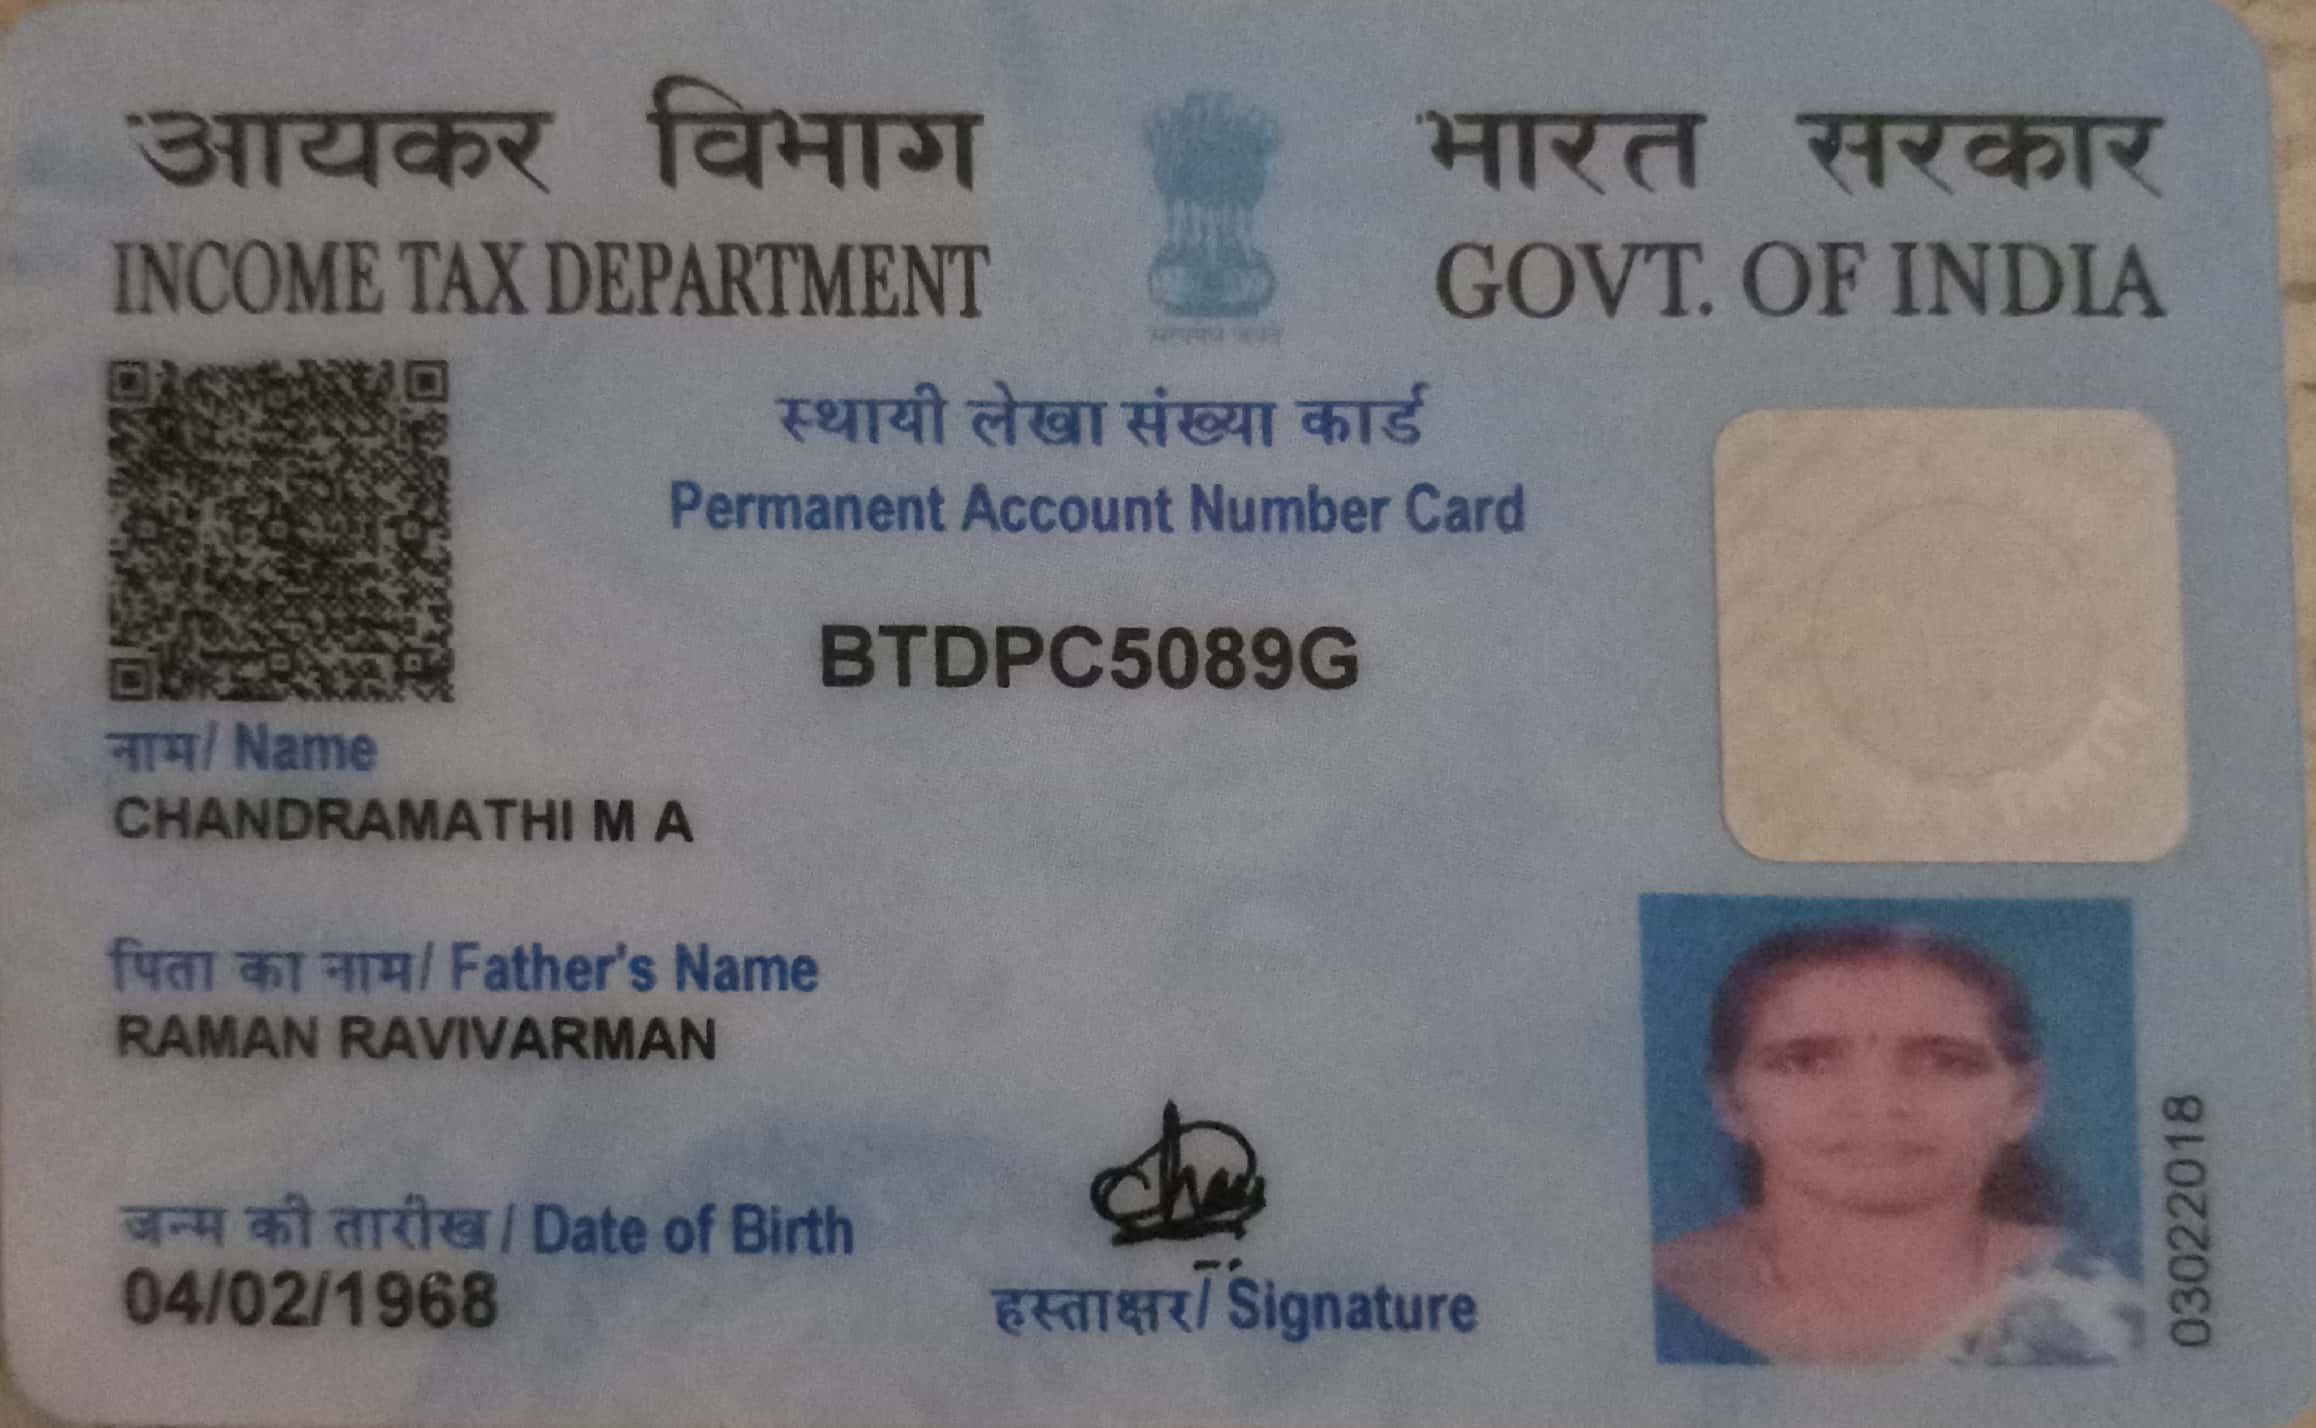 आयकर विभाग
INCOME TAX DEPARTMENT
भारत सरकार
GOVT. OF INDIA
सत्यमेव जयते
स्थायी लेखा संख्या कार्ड
Permanent Account Number Card
BTDPC5089G
नाम/ Name
CHANDRAMATHI M A
पिता का नाम/ Father's Name
RAMAN RAVIVARMAN
जन्म की तारीख/ Date of Birth
04/02/1968
हस्ताक्षर/ Signature
03022018